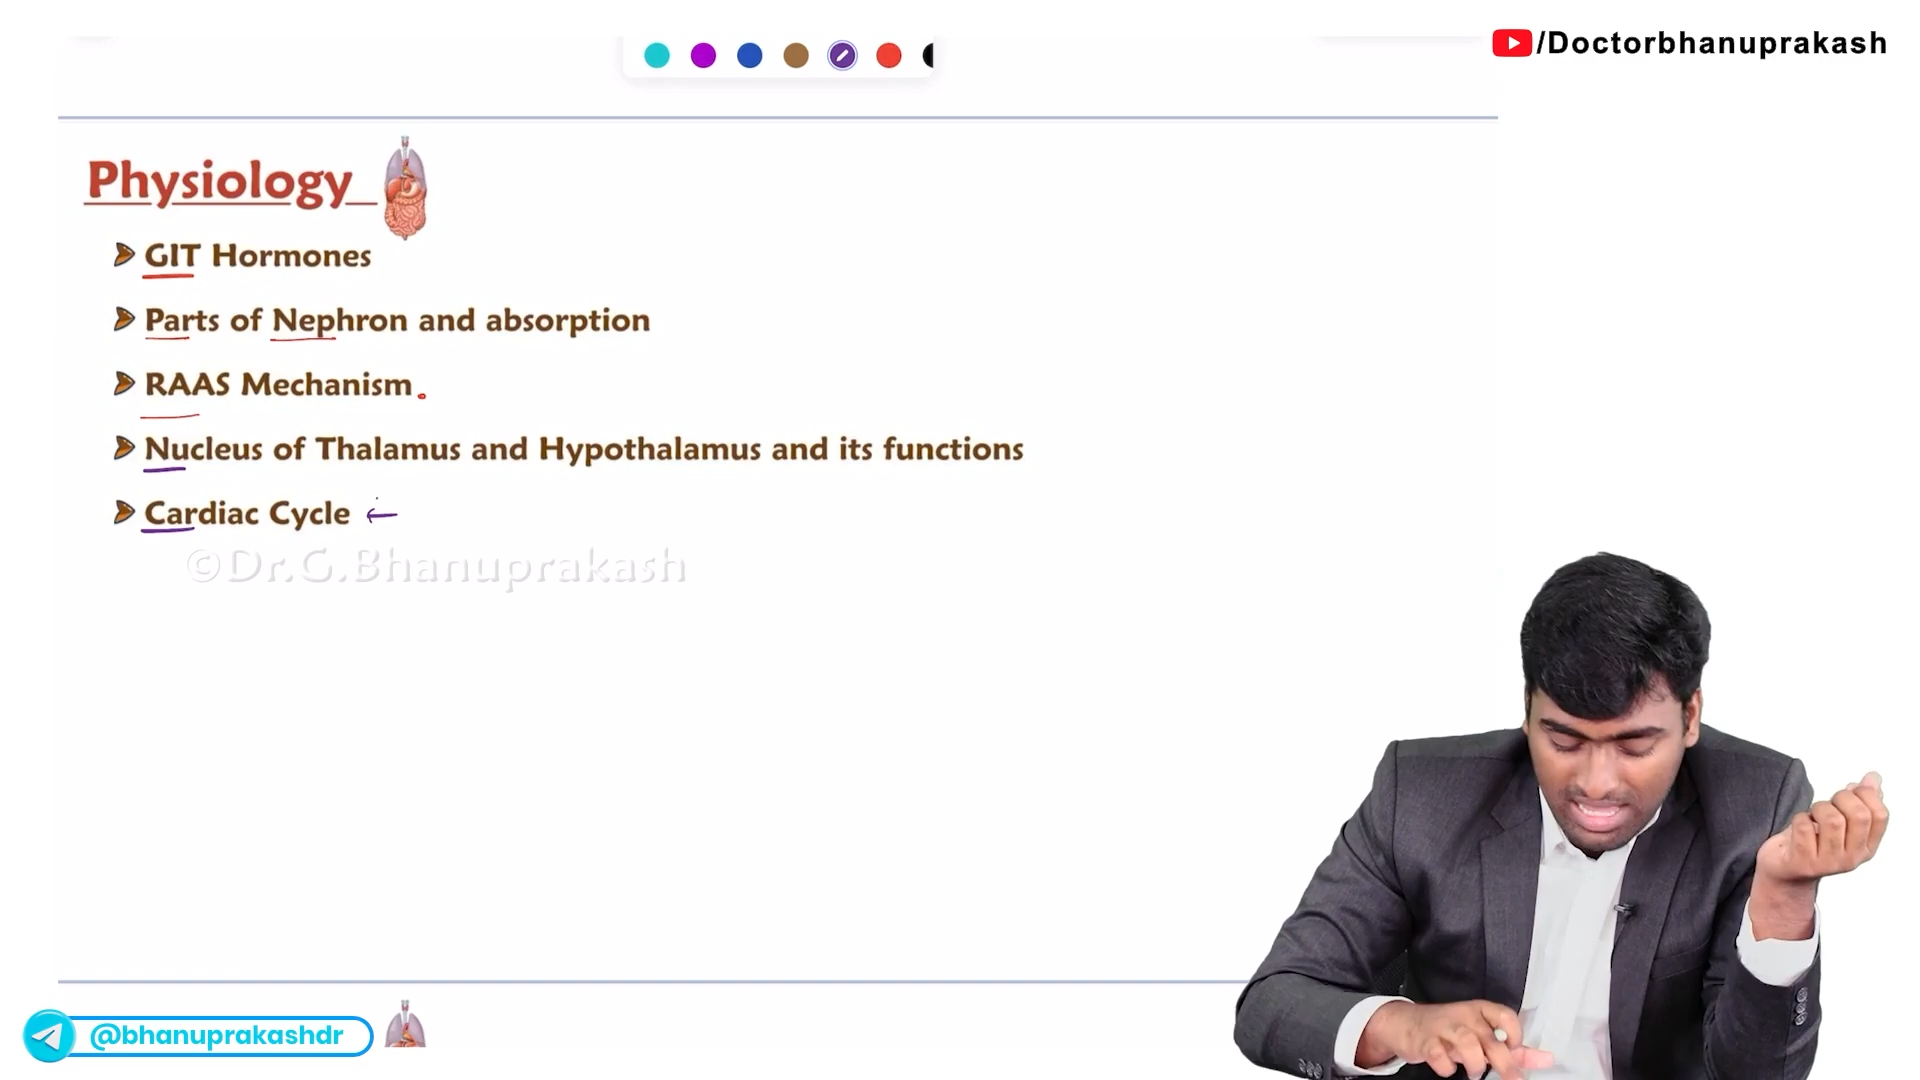 /Doctorbhanuprakash
Physiology
GIT Hormones
Parts of Nephron and absorption
RAAS Mechanism
Nucleus of Thalamus and Hypothalamus and its functions
Cardiac Cycle
©Dr.G.Bhanuprakash
@bhanuprakashdr